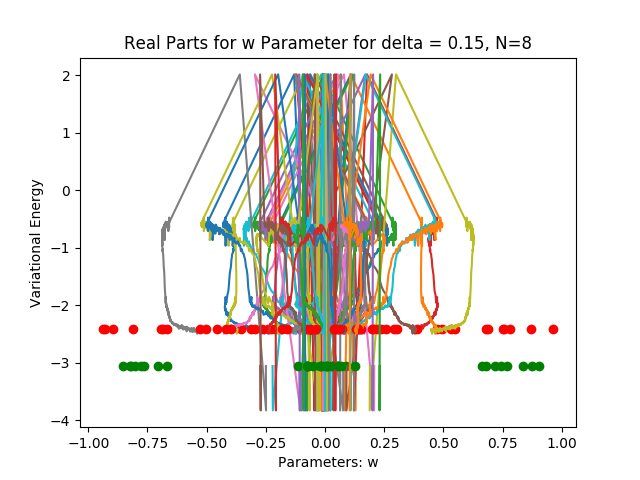 Real Parts for w Parameter for delta = 0.15, N=8
Variational Energy
2
1
0
−1
−2
−3
−4
−1.00 −0.75 −0.50 −0.25 0.00 0.25 0.50 0.75 1.00
Parameters: w